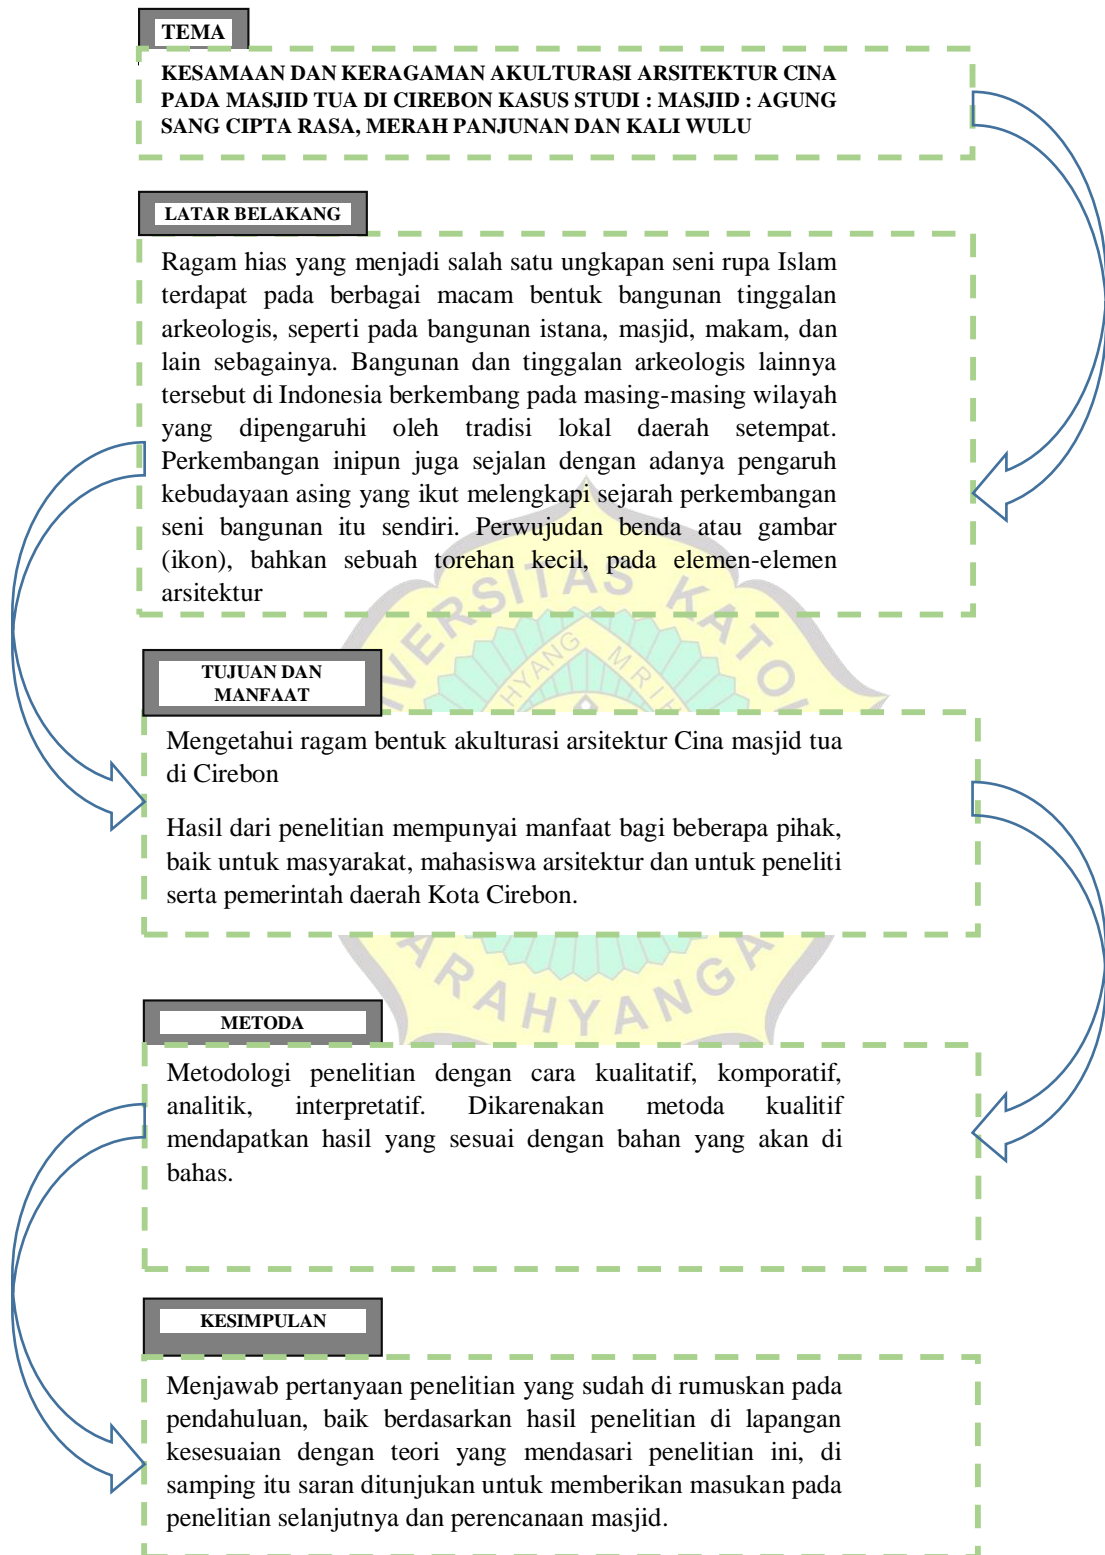 TEMA
KESAMAAN DAN KERAGAMAN AKULTURASI ARSITEKTUR CINA
PADA MASJID TUA DI CIREBON KASUS STUDI : MASJID : AGUNG
SANG CIPTA RASA, MERAH PANJUNAN DAN KALI WULU
LATAR BELAKANG
Ragam hias yang menjadi salah satu ungkapan seni rupa Islam
terdapat pada berbagai macam bentuk bangunan tinggalan
arkeologis, seperti pada bangunan istana, masjid, makam, dan
lain sebagainya. Bangunan dan tinggalan arkeologis lainnya
tersebut di Indonesia berkembang pada masing-masing wilayah
yang dipengaruhi oleh tradisi lokal daerah setempat.
Perkembangan inipun juga sejalan dengan adanya pengaruh
kebudayaan asing yang ikut melengkapi sejarah perkembangan
seni bangunan itu sendiri. Perwujudan benda atau gambar
(ikon), bahkan sebuah torehan kecil, pada elemen-elemen
arsitektur
TUJUAN DAN
MANFAAT
Mengetahui ragam bentuk akulturasi arsitektur Cina masjid tua
di Cirebon
Hasil dari penelitian mempunyai manfaat bagi beberapa pihak,
baik untuk masyarakat, mahasiswa arsitektur dan untuk peneliti
serta pemerintah daerah Kota Cirebon.
METODA
Metodologi penelitian dengan cara kualitatif, komporatif,
analitik, interpretatif. Dikarenakan metoda kualitif
mendapatkan hasil yang sesuai dengan bahan yang akan di
bahas.
KESIMPULAN
Menjawab pertanyaan penelitian yang sudah di rumuskan pada
pendahuluan, baik berdasarkan hasil penelitian di lapangan
kesesuaian dengan teori yang mendasari penelitian ini, di
samping itu saran ditunjukan untuk memberikan masukan pada
penelitian selanjutnya dan perencanaan masjid.